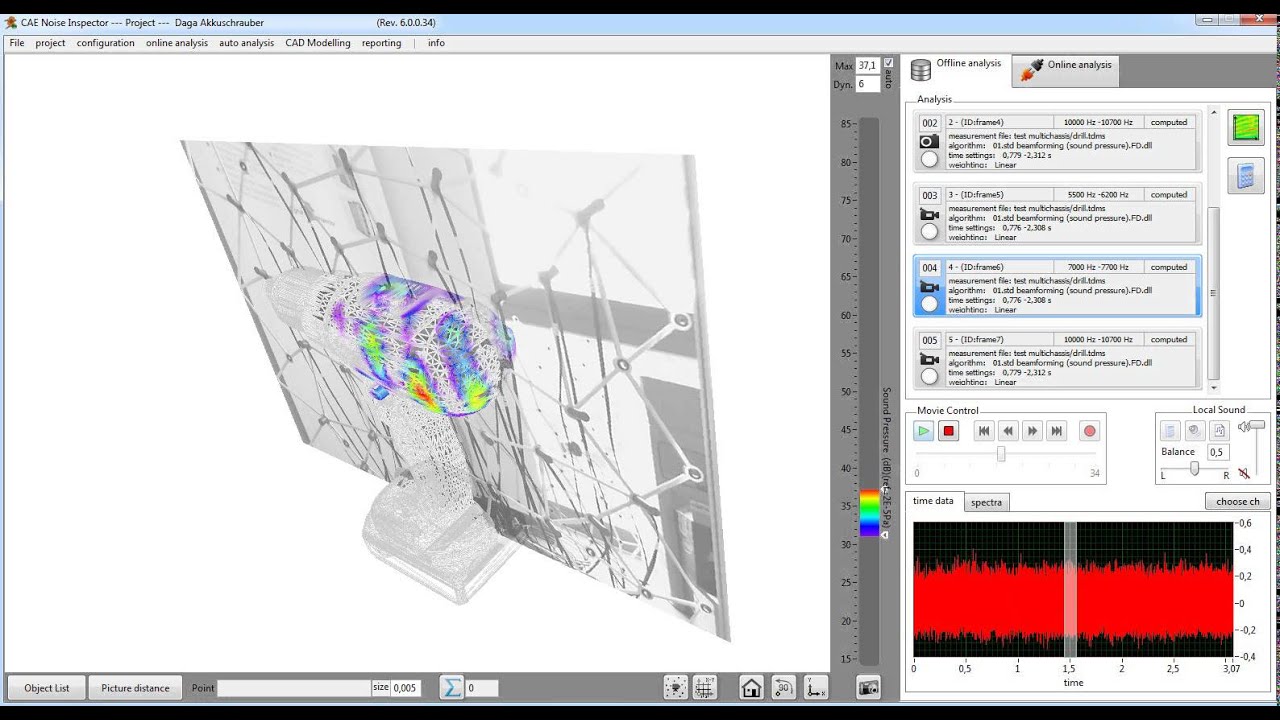 CAE Noise Inspector --- Project --- Daga Akkuschrauber (Rev. 6.0.0.34)
File project configuration online analysis auto analysis CAD Modelling reporting | info
Max 37,1 auto
Dyn. 6
85
80
75
70
65
60
55
50
45
40
35
30
25
20
15
Sound Pressure (dB)(ref. 2E-5Pa)
Offline analysis Online analysis
Analysis
002 2 - (ID:frame4) 10000 Hz -10700 Hz computed
measurement file: test multichassis/drill.tdms
algorithm: 01.std beamforming (sound pressure).FD.dll
time settings: 0,779 -2,312 s
weighting: Linear
003 3 - (ID:frame5) 5500 Hz -6200 Hz computed
measurement file: test multichassis/drill.tdms
algorithm: 01.std beamforming (sound pressure).FD.dll
time settings: 0,776 -2,308 s
weighting: Linear
004 4 - (ID:frame6) 7000 Hz -7700 Hz computed
measurement file: test multichassis/drill.tdms
algorithm: 01.std beamforming (sound pressure).FD.dll
time settings: 0,776 -2,308 s
weighting: Linear
005 5 - (ID:frame7) 10000 Hz -10700 Hz computed
measurement file: test multichassis/drill.tdms
algorithm: 01.std beamforming (sound pressure).FD.dll
time settings: 0,779 -2,312 s
weighting: Linear
Movie Control
0 34
Local Sound
Balance 0,5
L R
time data spectra choose ch
0,6
0,4
0,2
0
-0,2
-0,4
0 0,5 1 1,5 2 2,5 3,07
time
Object List Picture distance Point size 0,005 Σ 0 90